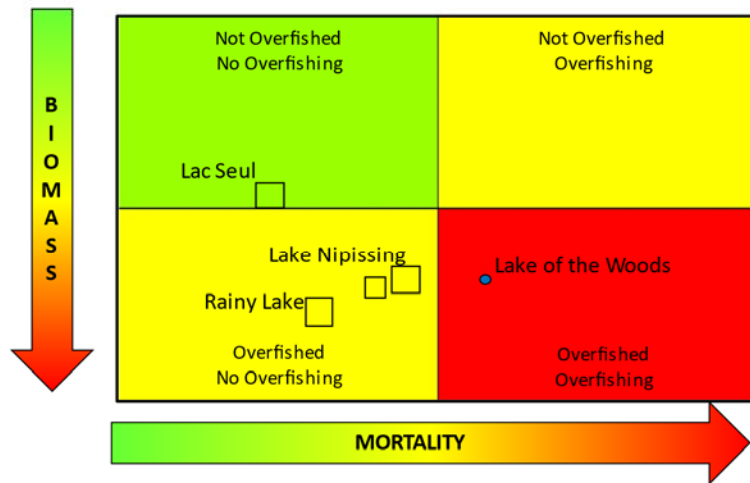 Not Overfished
No Overfishing
Not Overfished
Overfishing
BIOMASS
Lac Seul
Lake Nipissing
Lake of the Woods
Rainy Lake
Overfished
No Overfishing
Overfished
Overfishing
MORTALITY